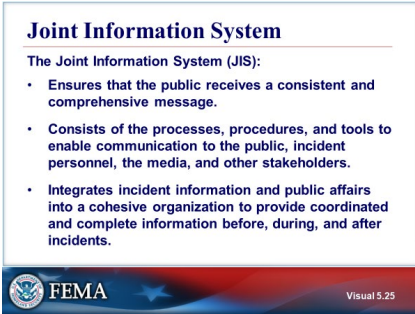 Joint Information System
The Joint Information System (JIS):
• Ensures that the public receives a consistent and
comprehensive message.
• Consists of the processes, procedures, and tools to
enable communication to the public, incident
personnel, the media, and other stakeholders.
• Integrates incident information and public affairs
into a cohesive organization to provide coordinated
and complete information before, during, and after
incidents.
FEMA
Visual 5.25